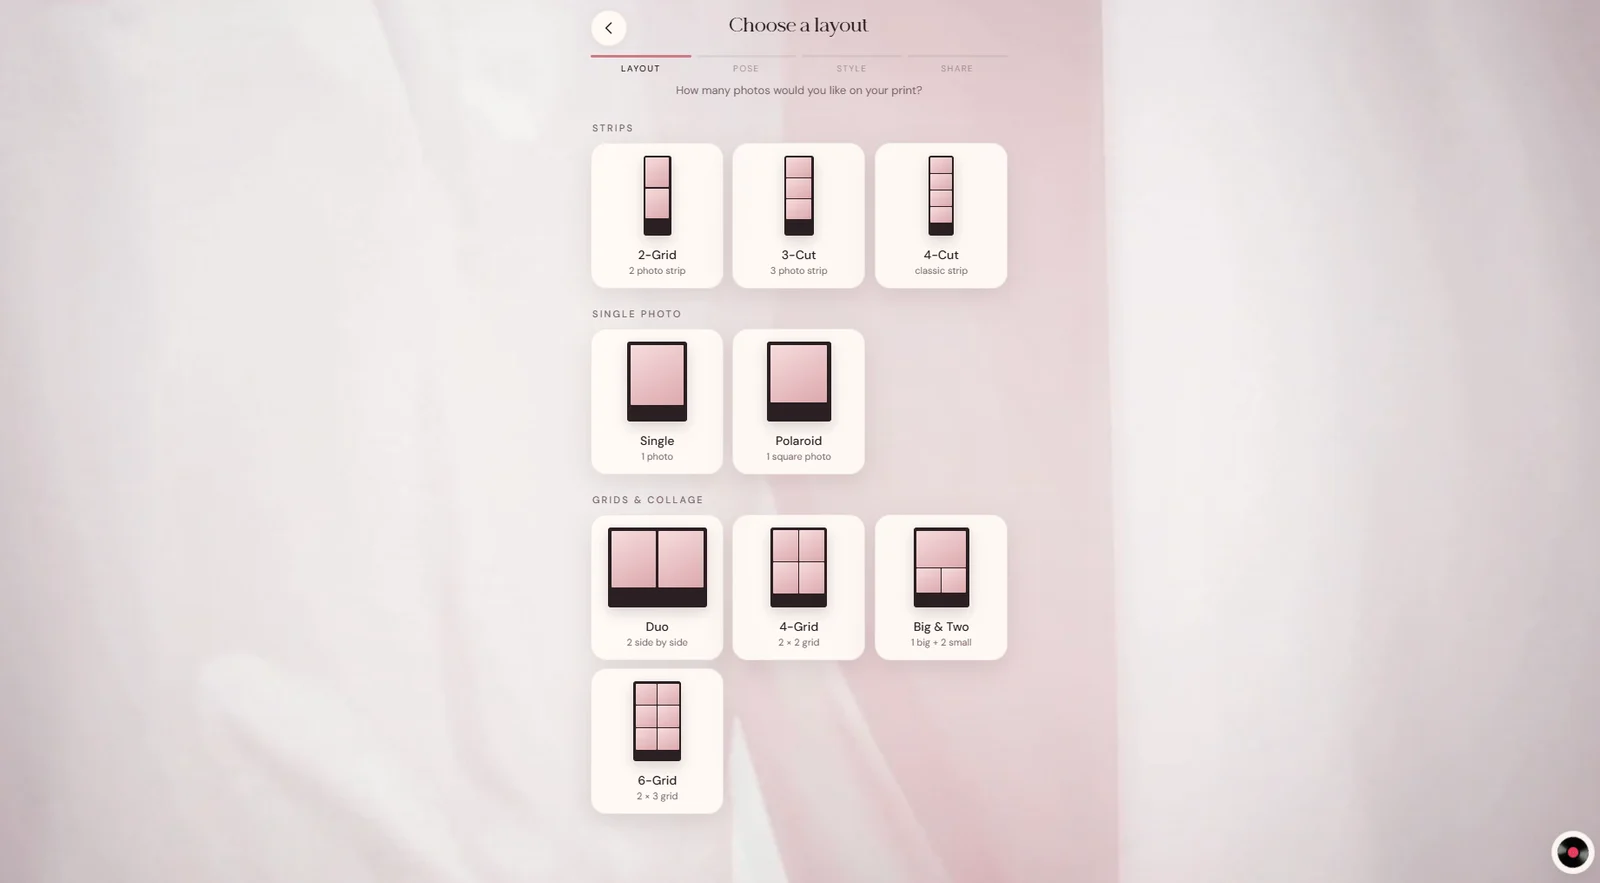 Choose a layout
LAYOUT
POSE
STYLE
SHARE
How many photos would you like on your print?
STRIPS
2-Grid
2 photo strip
3-Cut
3 photo strip
4-Cut
classic strip
SINGLE PHOTO
Single
1 photo
Polaroid
1 square photo
GRIDS & COLLAGE
Duo
2 side by side
4-Grid
2 × 2 grid
Big & Two
1 big + 2 small
6-Grid
2 × 3 grid